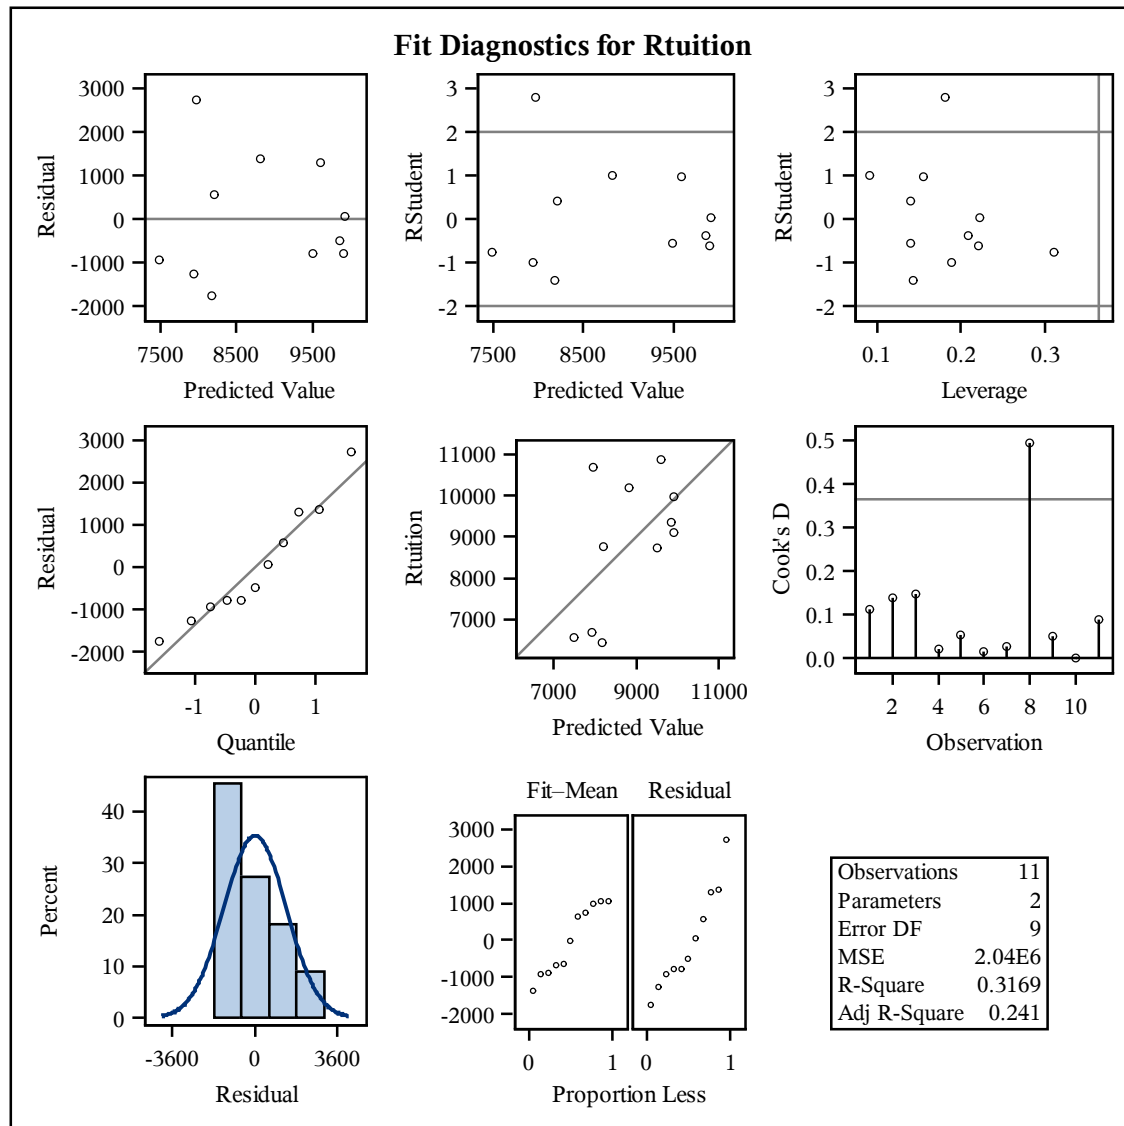 Fit Diagnostics for Rtuition
3000
2000
1000
0
-1000
-2000
Residual
7500 8500 9500
Predicted Value
3
2
1
0
-1
-2
RStudent
7500 8500 9500
Predicted Value
3
2
1
0
-1
-2
RStudent
0.1 0.2 0.3
Leverage
3000
2000
1000
0
-1000
-2000
Residual
-1 0 1
Quantile
11000
10000
9000
8000
7000
Rtuition
7000 9000 11000
Predicted Value
0.5
0.4
0.3
0.2
0.1
0.0
Cook's D
2 4 6 8 10
Observation
40
30
20
10
0
Percent
-3600 0 3600
Residual
Fit–Mean Residual
3000
2000
1000
0
-1000
-2000
0 1 0 1
Proportion Less
Observations 11
Parameters 2
Error DF 9
MSE 2.04E6
R-Square 0.3169
Adj R-Square 0.241